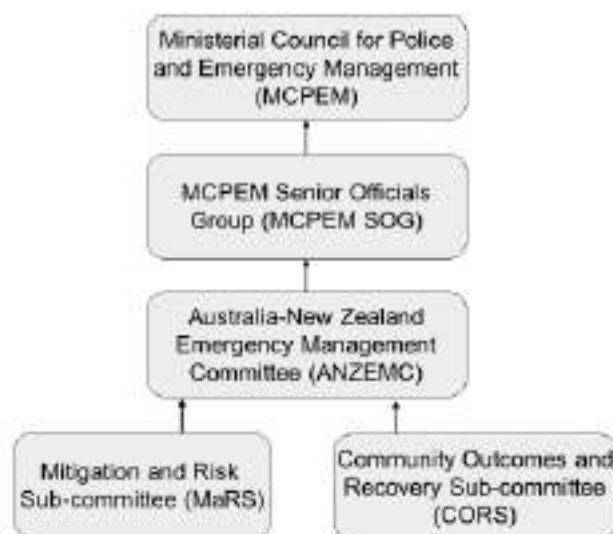 Ministerial Council for Police
and Emergency Management
(MCPEM)
MCPEM Senior Officials
Group (MCPEM SOG)
Australia-New Zealand
Emergency Management
Committee (ANZEMC)
Mitigation and Risk
Sub-committee (MaRS)
Community Outcomes and
Recovery Sub-committee
(CORS)